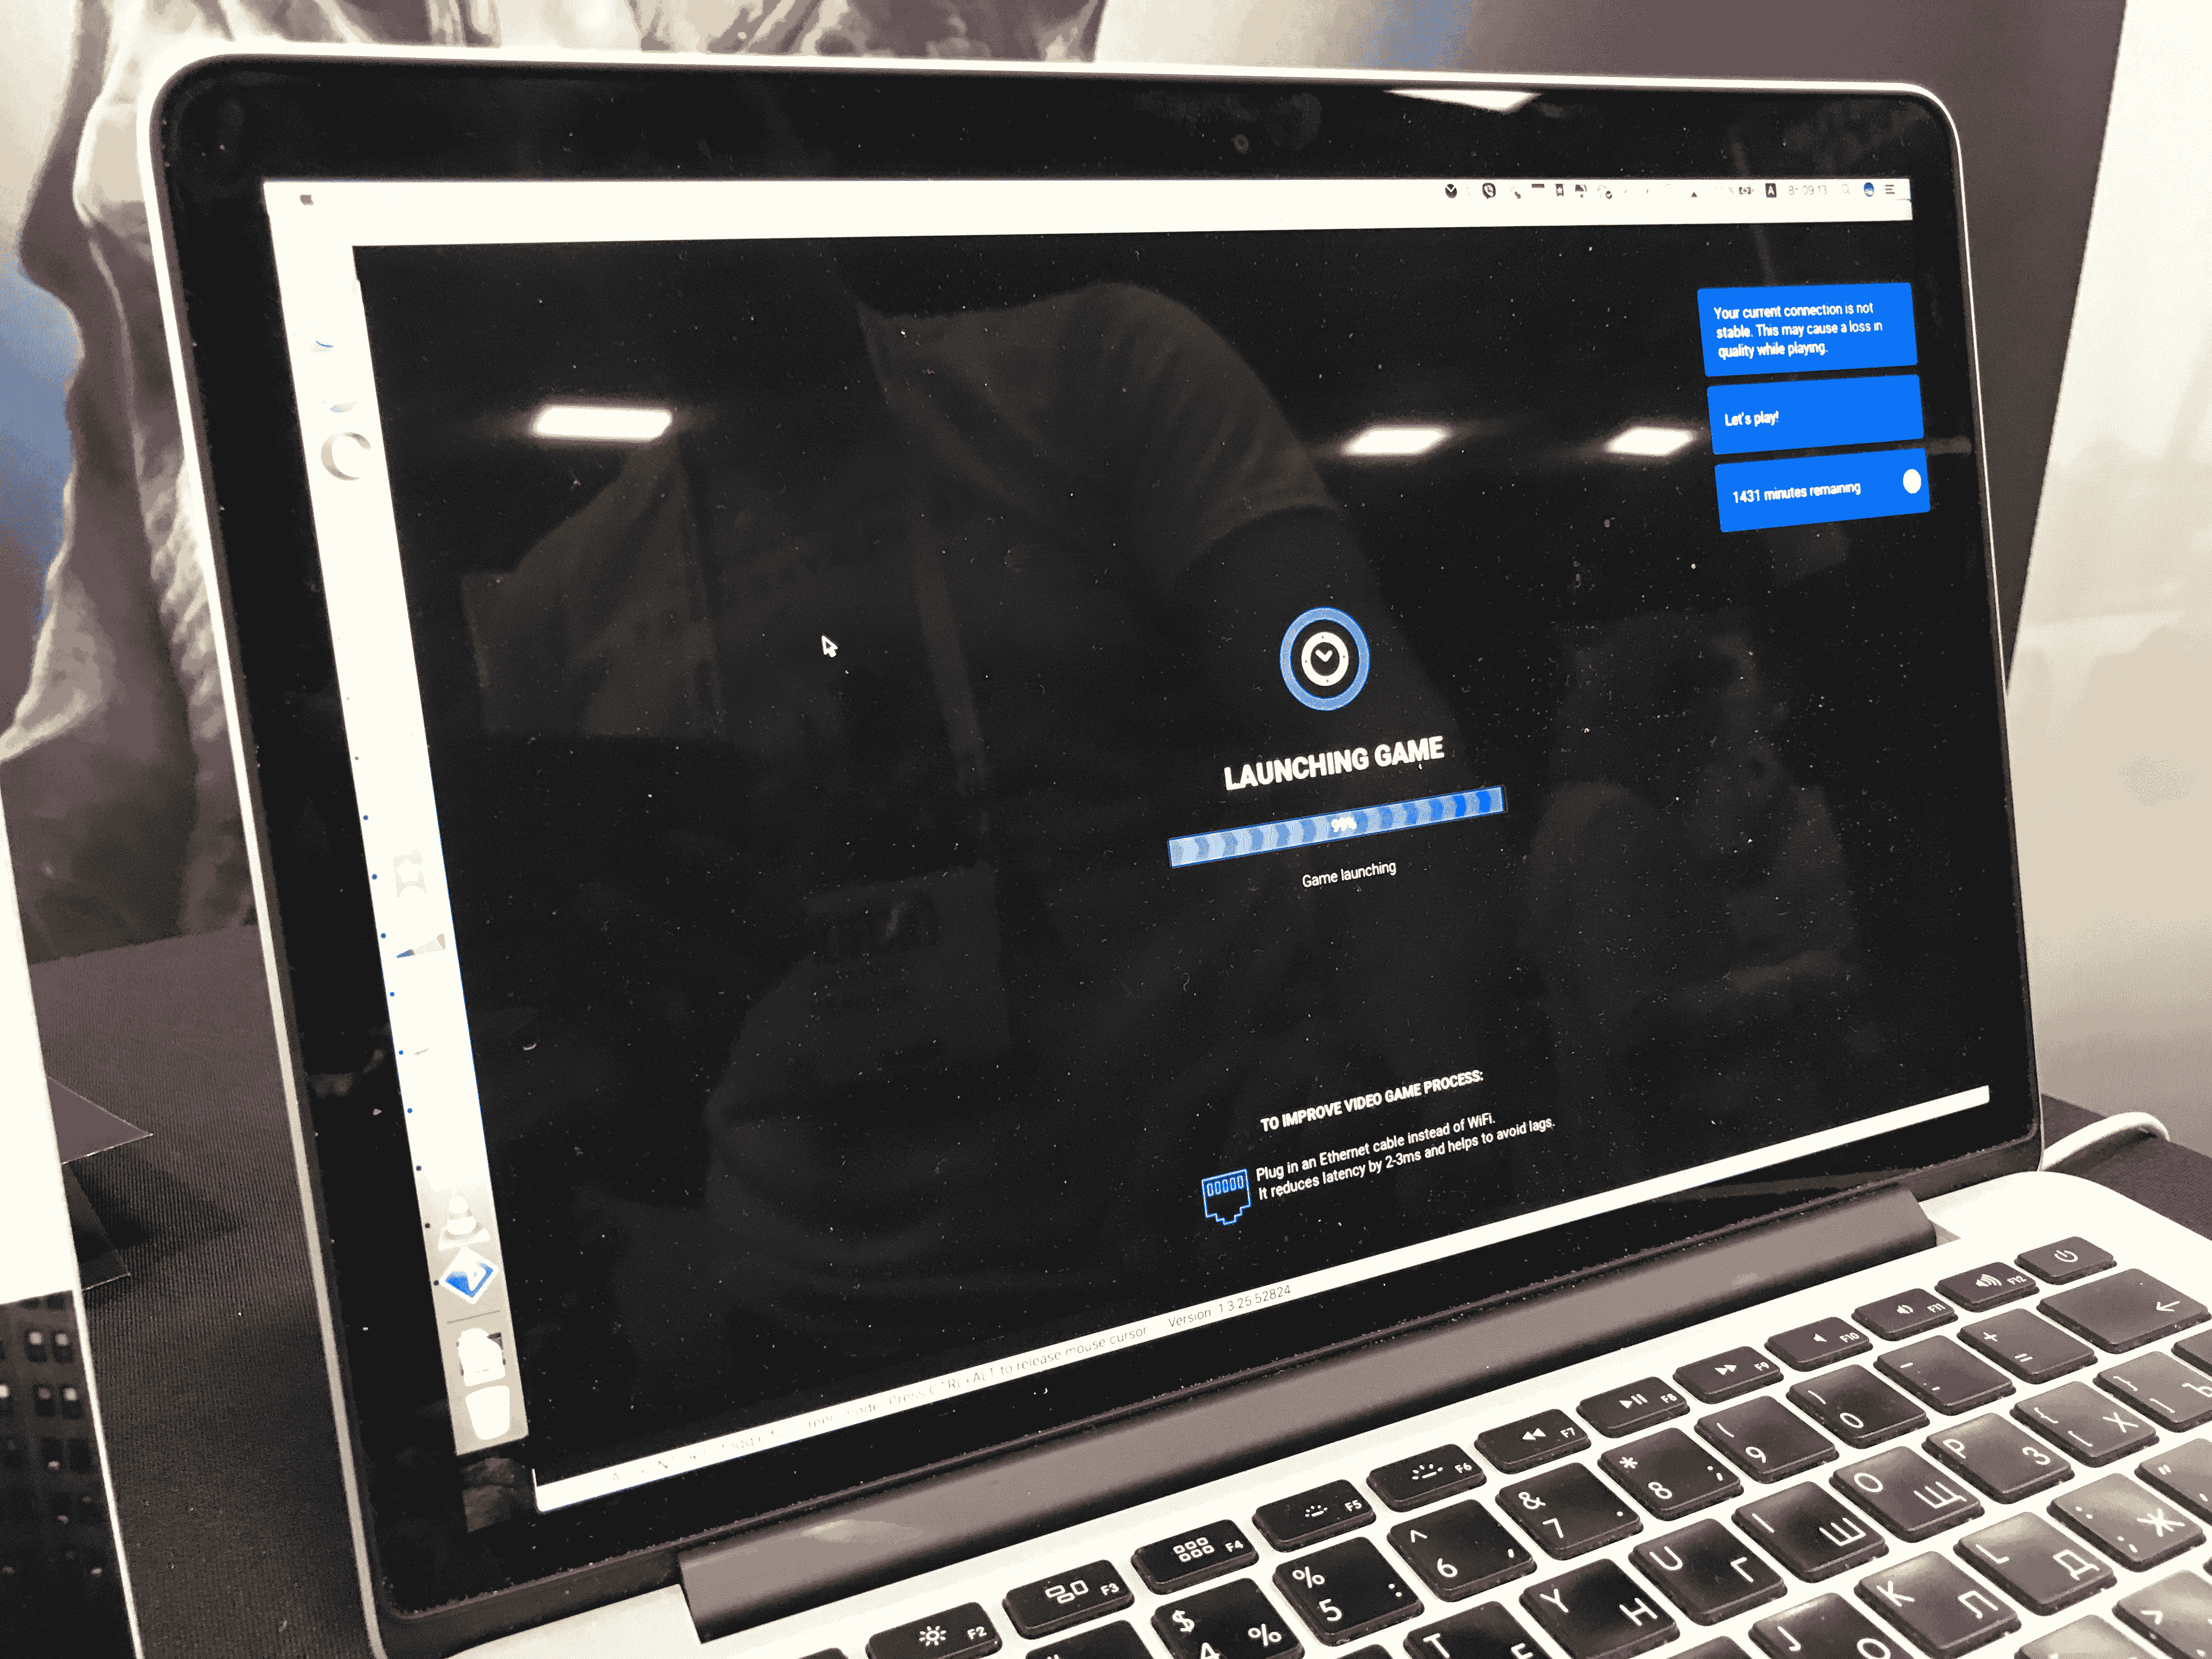 Вт 09:13
Your current connection is not
stable. This may cause a loss in
quality while playing.
Let's play!
1431 minutes remaining
LAUNCHING GAME
99%
Game launching
TO IMPROVE VIDEO GAME PROCESS:
Plug in an Ethernet cable instead of WiFi.
It reduces latency by 2-3ms and helps to avoid lags.
mode. Press CTRL+ALT to release mouse cursor Version: 1.3.25.52824
F2 F3 F4 F5 F6 F7 F8 F9 F10 F11 F12
$ 4 % % 5 : ^ 6 , & 7 . * 8 ; ( 9 ) 0 _ - + =
T Е Y Н U Г I Ш O Щ P З { [ Х } ] Ъ
J О K Л L Д : ; Ж "